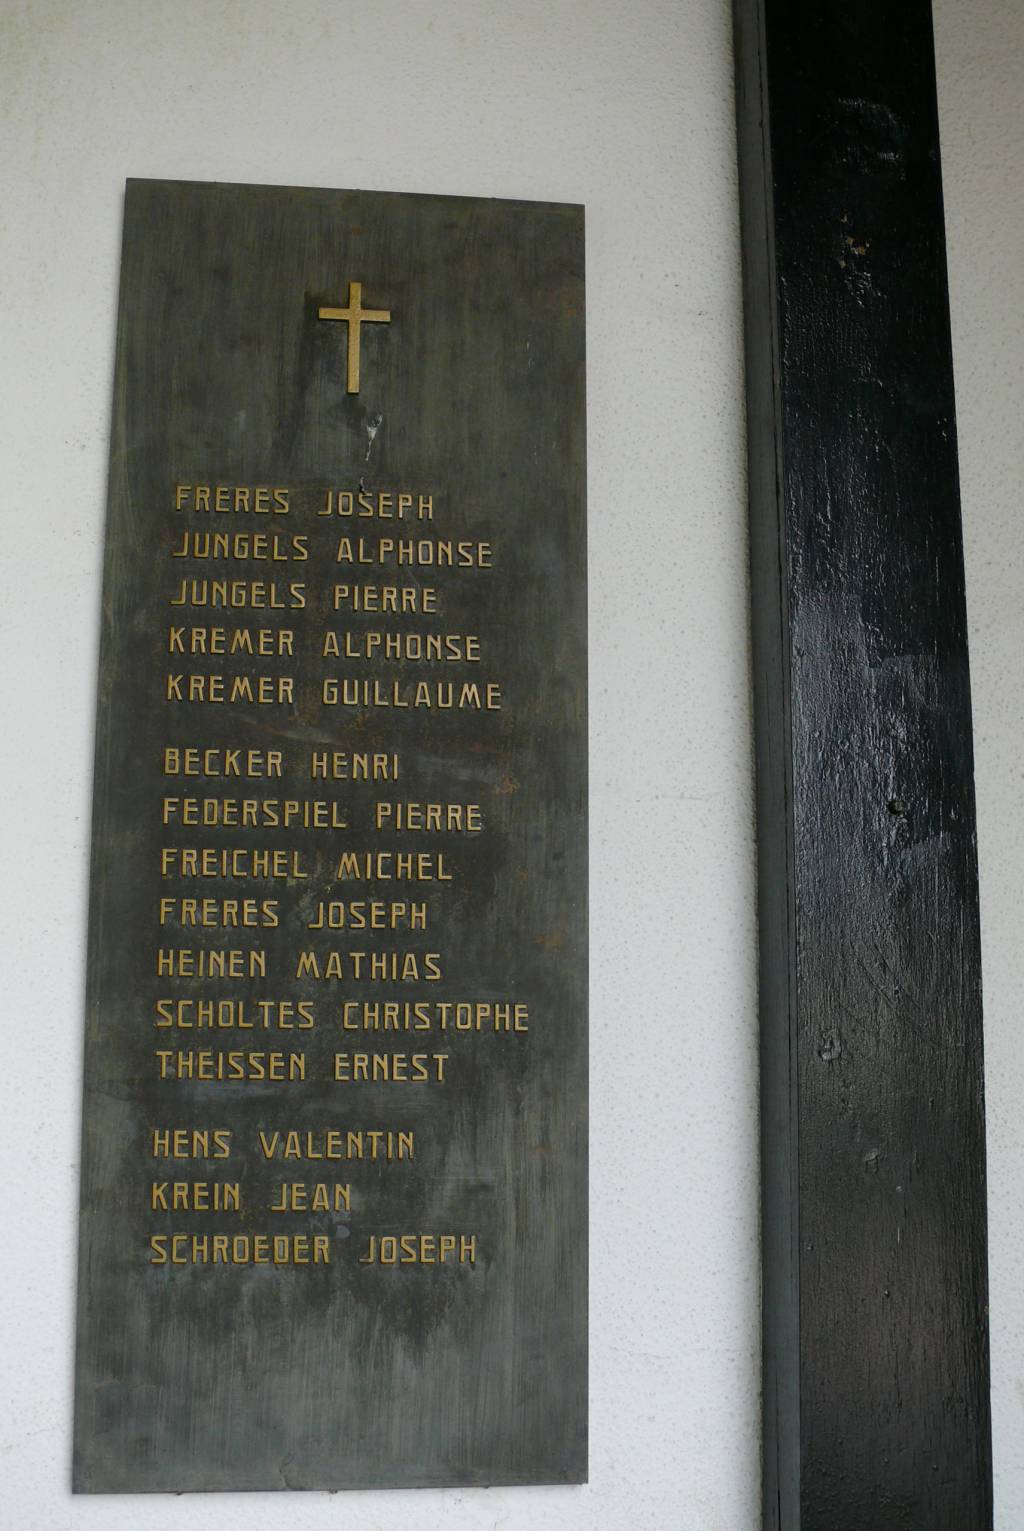 FRERES JOSEPH
JUNGELS ALPHONSE
JUNGELS PIERRE
KREMER ALPHONSE
KREMER GUILLAUME
BECKER HENRI
FEDERSPIEL PIERRE
FREICHEL MICHEL
FRERES JOSEPH
HEINEN MATHIAS
SCHOLTES CHRISTOPHE
THEISSEN ERNEST
HENS VALENTIN
KREIN JEAN
SCHROEDER JOSEPH